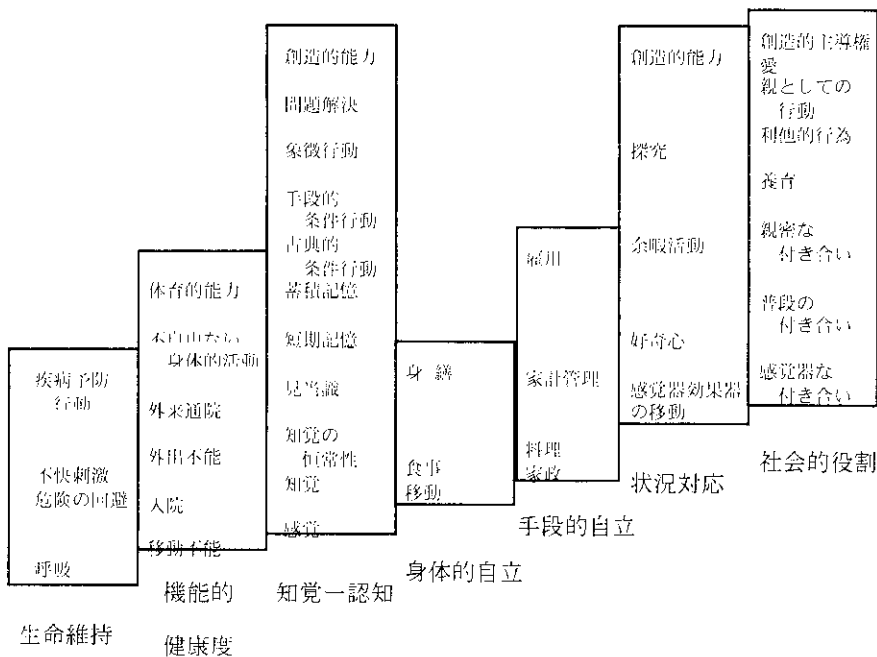 疾病予防
行動
不快刺激
危険の回避
呼吸
生命維持
体育的能力
不自由ない
身体的活動
外来通院
外出不能
入院
移動不能
機能的
健康度
創造的能力
問題解決
象徴行動
手段的
条件行動
古典的
条件行動
蓄積記憶
短期記憶
見当識
知覚の
恒常性
知覚
感覚
知覚ー認知
身 繕
食事
移動
身体的自立
雇用
家計管理
料理
家政
手段的自立
創造的能力
探究
余暇活動
好奇心
感覚器効果器
の移動
状況対応
創造的主導権
愛
親としての
行動
利他的行為
養育
親密な
付き合い
普段の
付き合い
感覚器な
付き合い
社会的役割